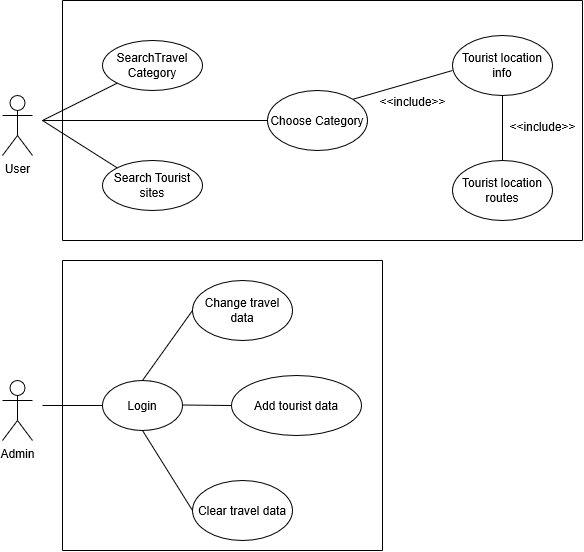 SearchTravel
Category
Tourist location
info
<<include>>
Choose Category
<<include>>
User
Search Tourist
sites
Tourist location
routes
Change travel
data
Login
Add tourist data
Admin
Clear travel data